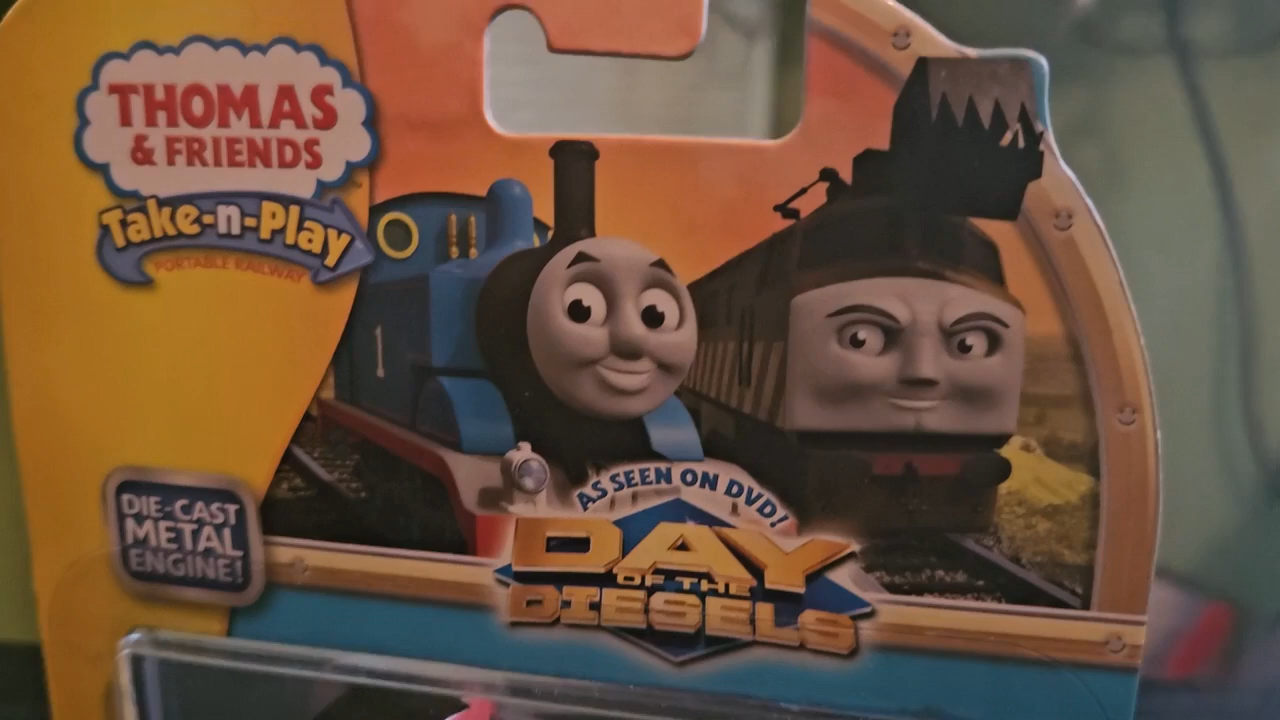 THOMAS
& FRIENDS
Take-n-Play
PORTABLE RAILWAY
1
AS SEEN ON DVD!
DAY
OF THE
DIESELS
DIE-CAST
METAL
ENGINE!